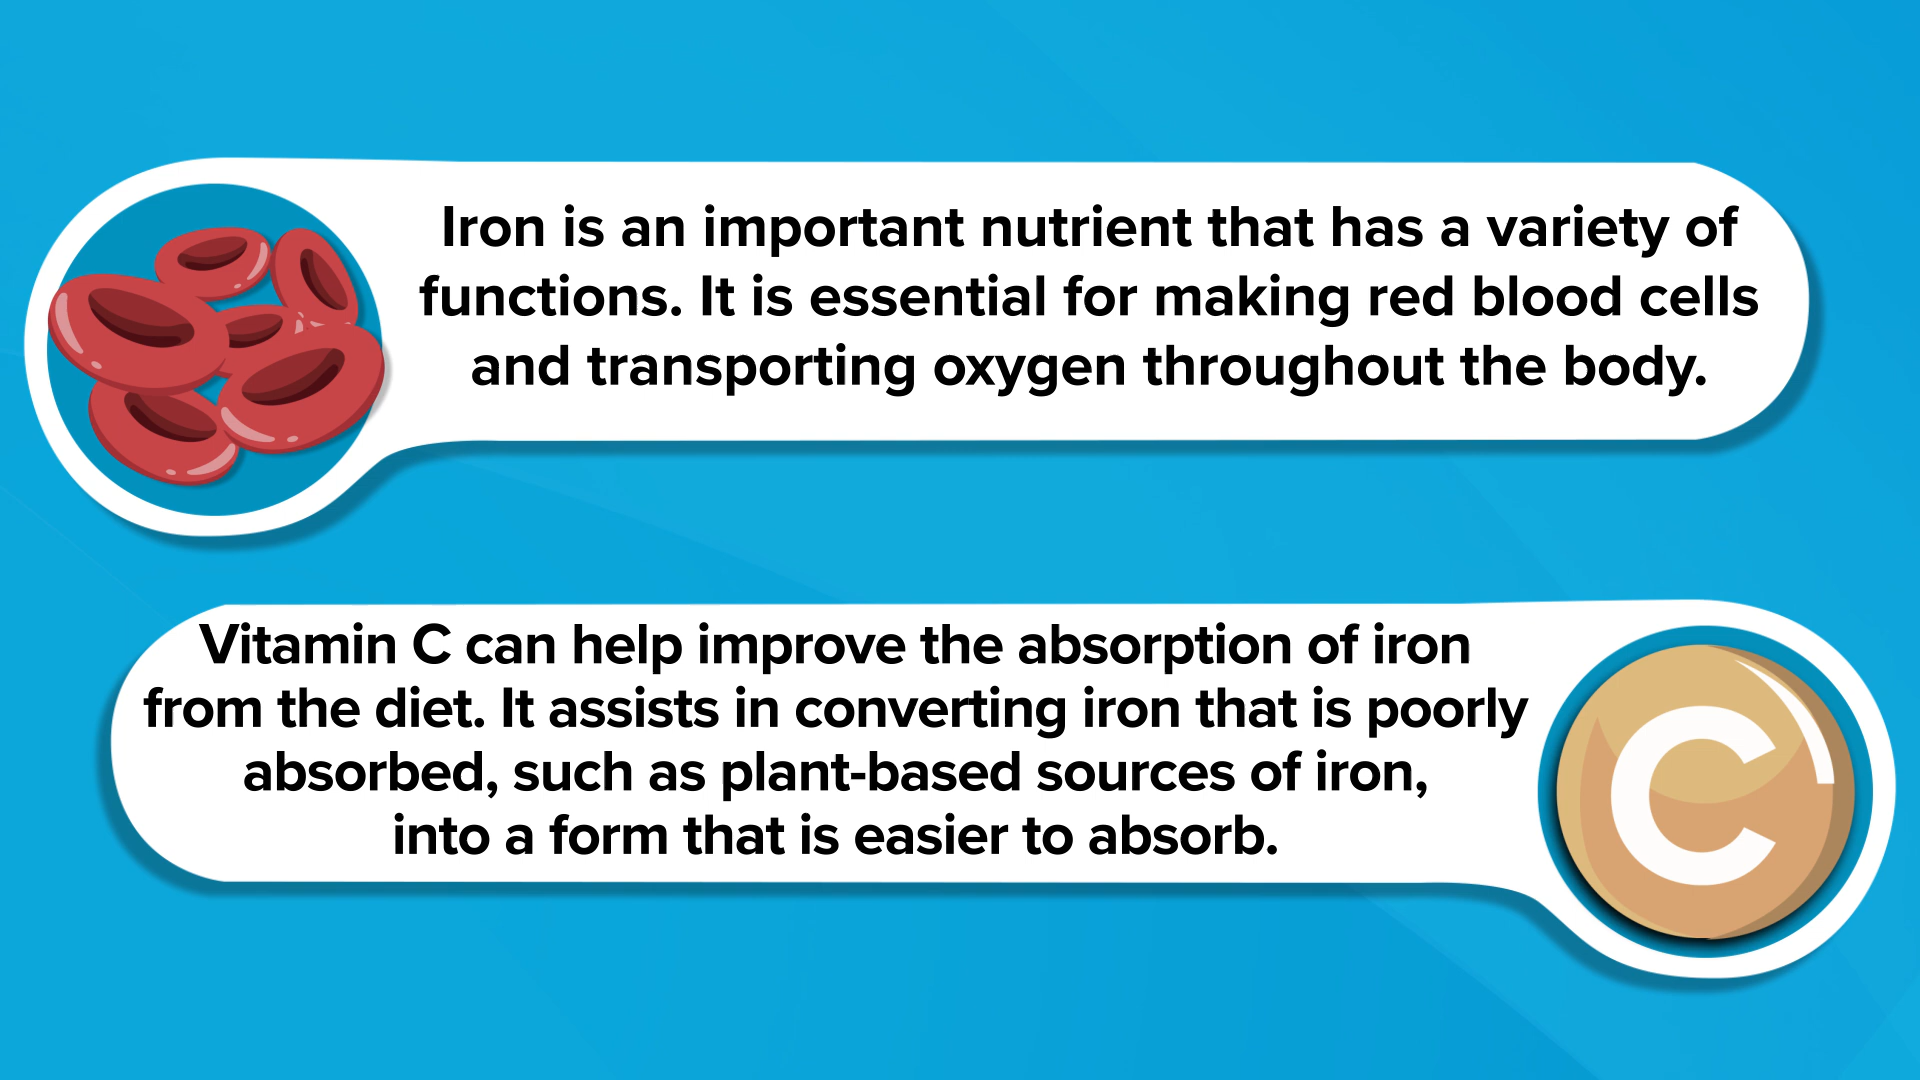 Iron is an important nutrient that has a variety of
functions. It is essential for making red blood cells
and transporting oxygen throughout the body.
Vitamin C can help improve the absorption of iron
from the diet. It assists in converting iron that is poorly
absorbed, such as plant-based sources of iron,
into a form that is easier to absorb.
C